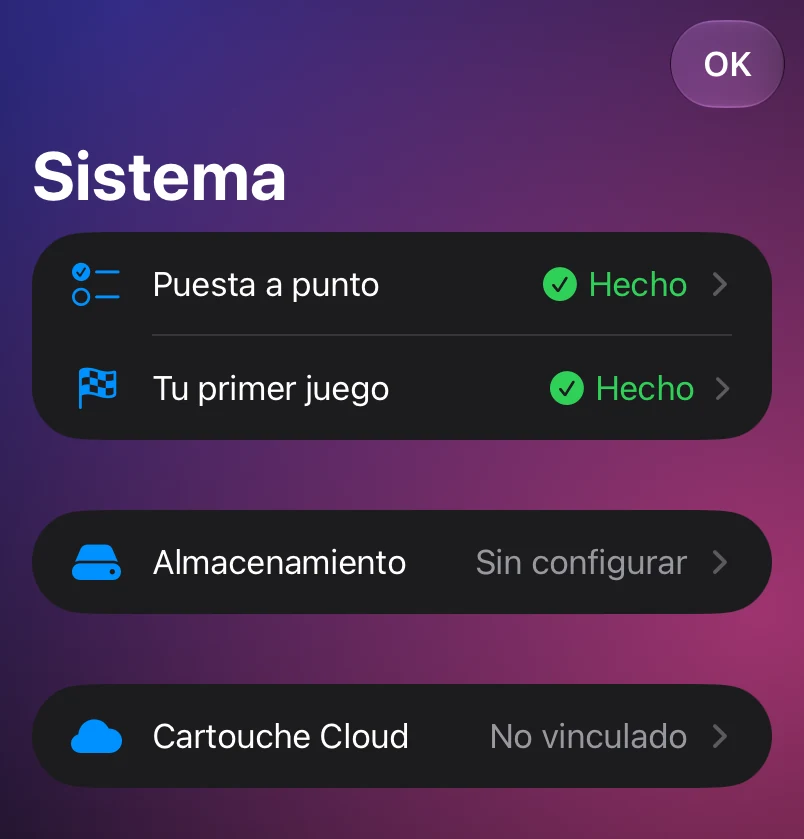 OK
Sistema
Puesta a punto Hecho
Tu primer juego Hecho
Almacenamiento Sin configurar
Cartouche Cloud No vinculado